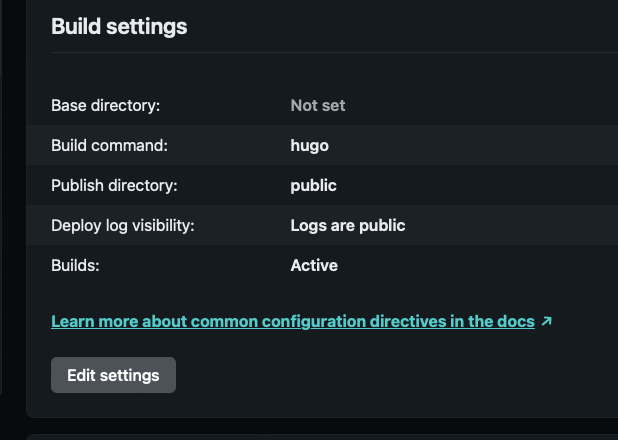 Build settings
Base directory: Not set
Build command: hugo
Publish directory: public
Deploy log visibility: Logs are public
Builds: Active
Learn more about common configuration directives in the docs ↗
Edit settings